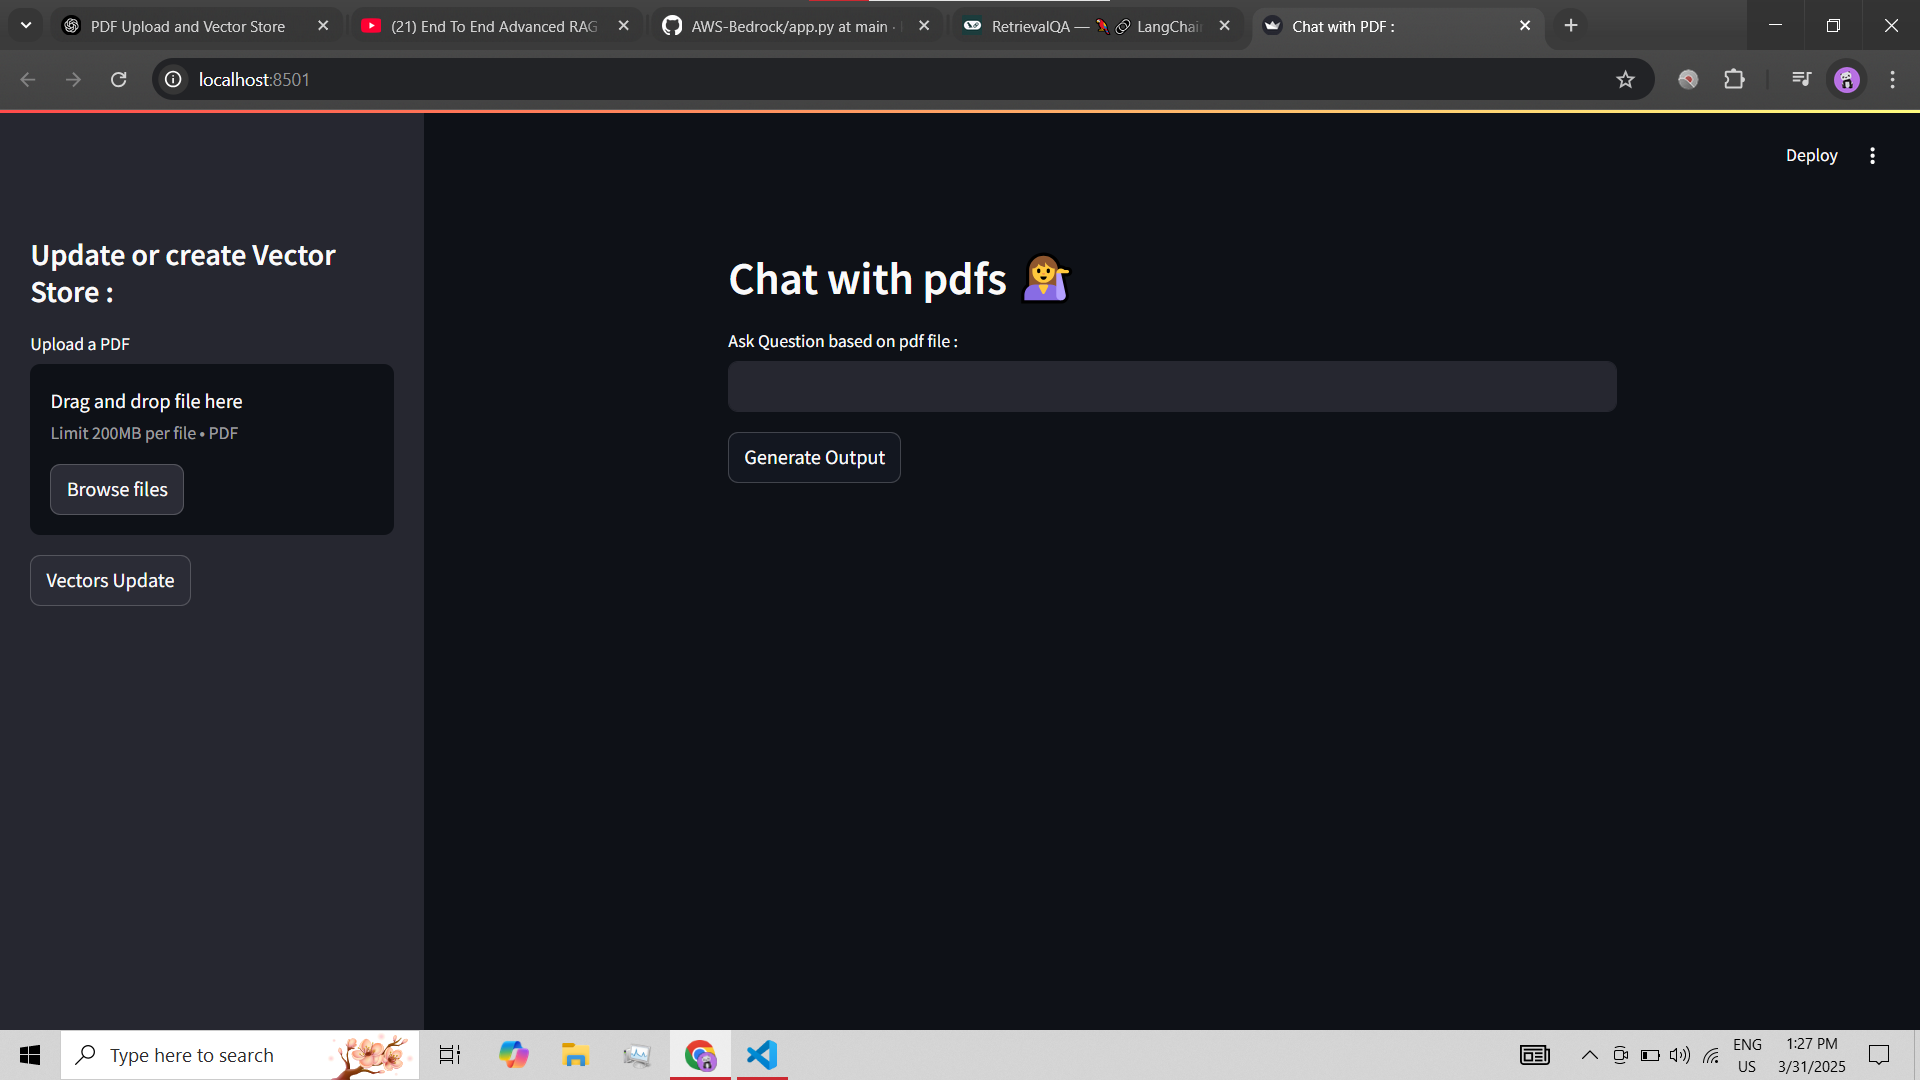 PDF Upload and Vector Store
(21) End To End Advanced RAG
AWS-Bedrock/app.py at main ·
RetrievalQA — 🦜🔗 LangChain
Chat with PDF :
localhost:8501
Deploy
Update or create Vector
Store :
Upload a PDF
Drag and drop file here
Limit 200MB per file • PDF
Browse files
Vectors Update
Chat with pdfs 💁‍♀️
Ask Question based on pdf file :
Generate Output
Type here to search
ENG
US
1:27 PM
3/31/2025